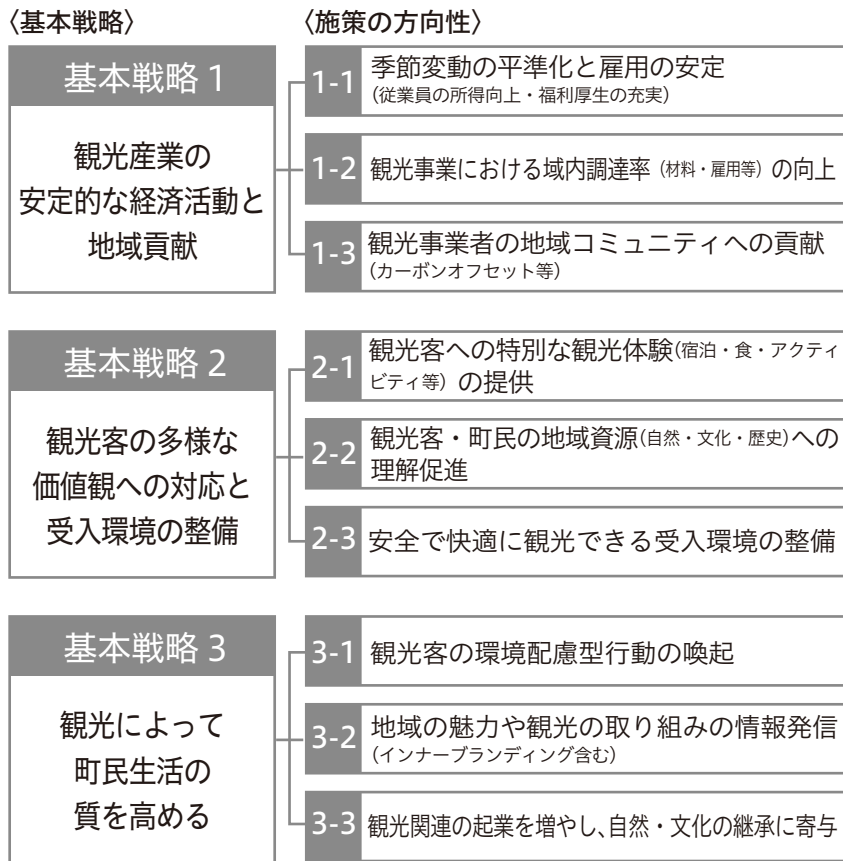 〈基本戦略〉
〈施策の方向性〉
基本戦略 1
観光産業の
安定的な経済活動と
地域貢献
1-1
季節変動の平準化と雇用の安定
(従業員の所得向上・福利厚生の充実)
1-2
観光事業における域内調達率 (材料・雇用等) の向上
1-3
観光事業者の地域コミュニティへの貢献
(カーボンオフセット等)
基本戦略 2
観光客の多様な
価値観への対応と
受入環境の整備
2-1
観光客への特別な観光体験(宿泊・食・アクティ
ビティ等) の提供
2-2
観光客・町民の地域資源(自然・文化・歴史)への
理解促進
2-3
安全で快適に観光できる受入環境の整備
基本戦略 3
観光によって
町民生活の
質を高める
3-1
観光客の環境配慮型行動の喚起
3-2
地域の魅力や観光の取り組みの情報発信
(インナーブランディング含む)
3-3
観光関連の起業を増やし、自然・文化の継承に寄与